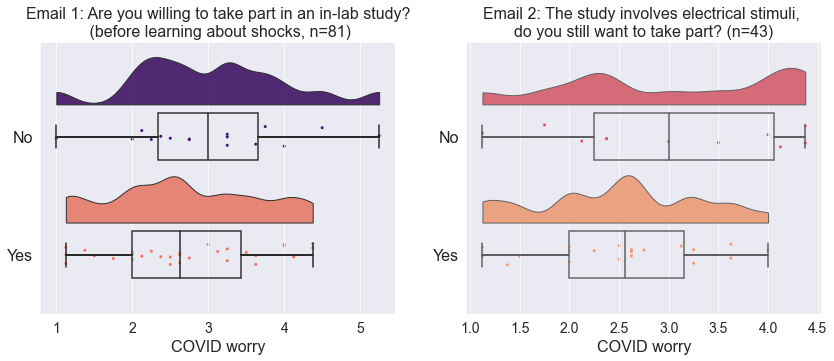 Email 1: Are you willing to take part in an in-lab study?
(before learning about shocks, n=81)
No
Yes
1 2 3 4 5
COVID worry
Email 2: The study involves electrical stimuli,
do you still want to take part? (n=43)
No
Yes
1.0 1.5 2.0 2.5 3.0 3.5 4.0 4.5
COVID worry